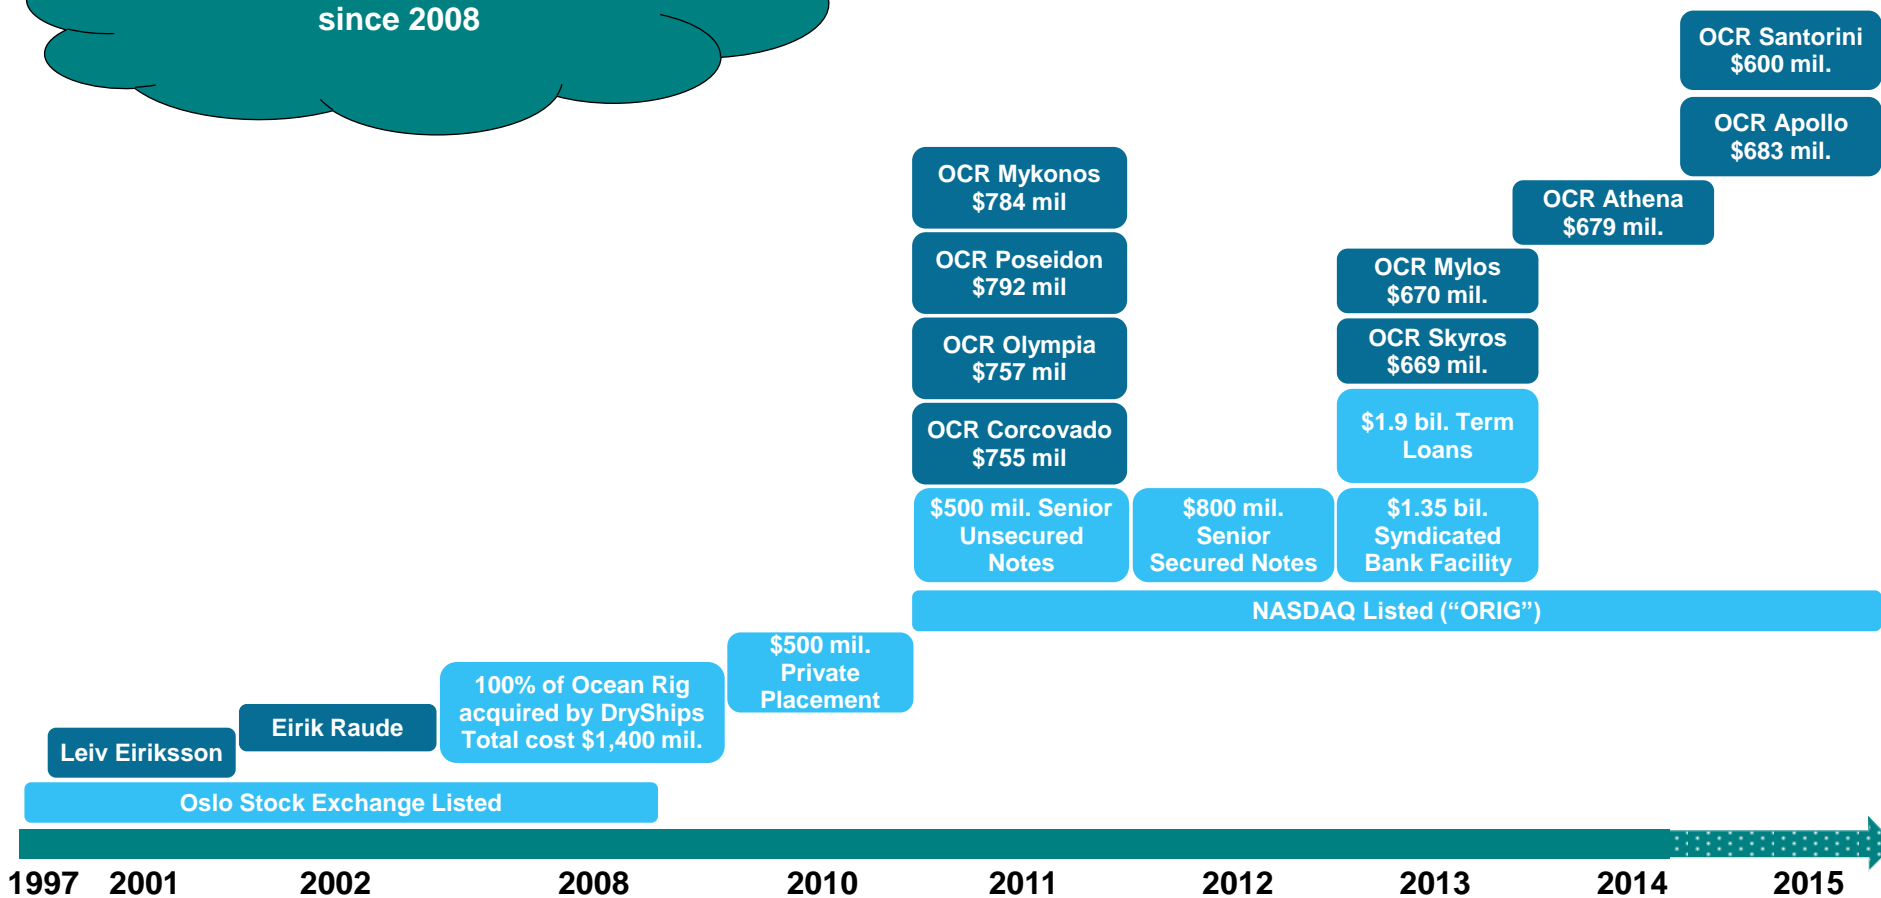 since 2008
OCR Santorini
$600 mil.
OCR Apollo
$683 mil.
OCR Mykonos
$784 mil
OCR Athena
$679 mil.
OCR Poseidon
$792 mil
OCR Mylos
$670 mil.
OCR Olympia
$757 mil
OCR Skyros
$669 mil.
OCR Corcovado
$755 mil
$1.9 bil. Term
Loans
$500 mil. Senior
Unsecured
Notes
$800 mil.
Senior
Secured Notes
$1.35 bil.
Syndicated
Bank Facility
NASDAQ Listed (“ORIG”)
$500 mil.
Private
Placement
100% of Ocean Rig
acquired by DryShips
Total cost $1,400 mil.
Eirik Raude
Leiv Eiriksson
Oslo Stock Exchange Listed
1997 2001 2002 2008 2010 2011 2012 2013 2014 2015